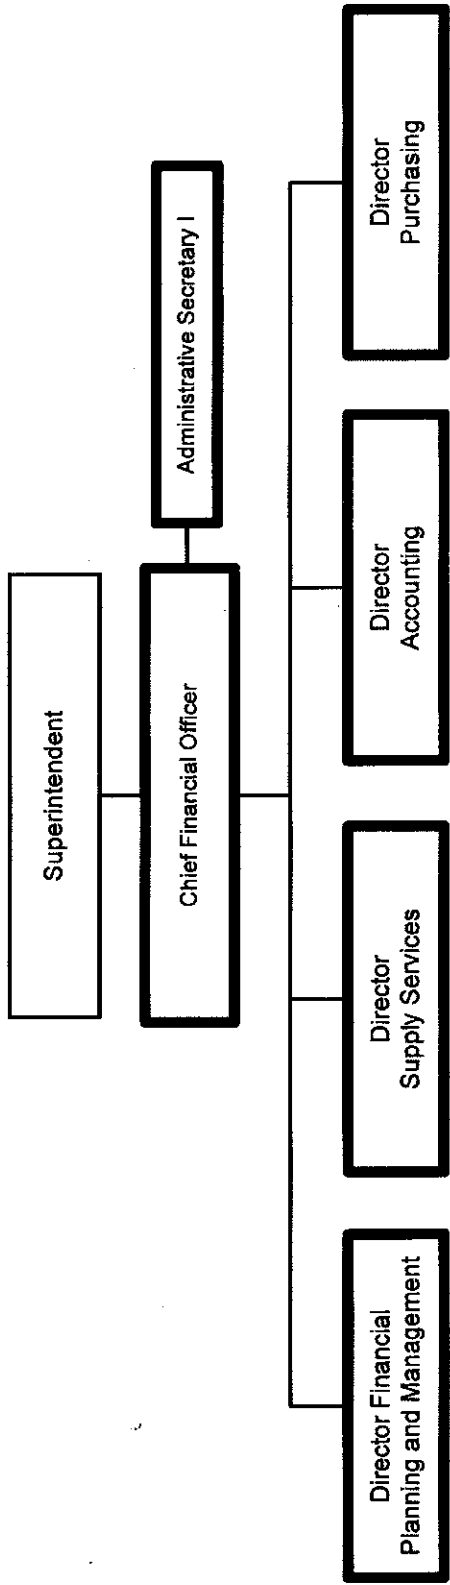 Superintendent
Chief Financial Officer
Administrative Secretary I
Director Financial
Planning and Management
Director
Supply Services
Director
Accounting
Director
Purchasing